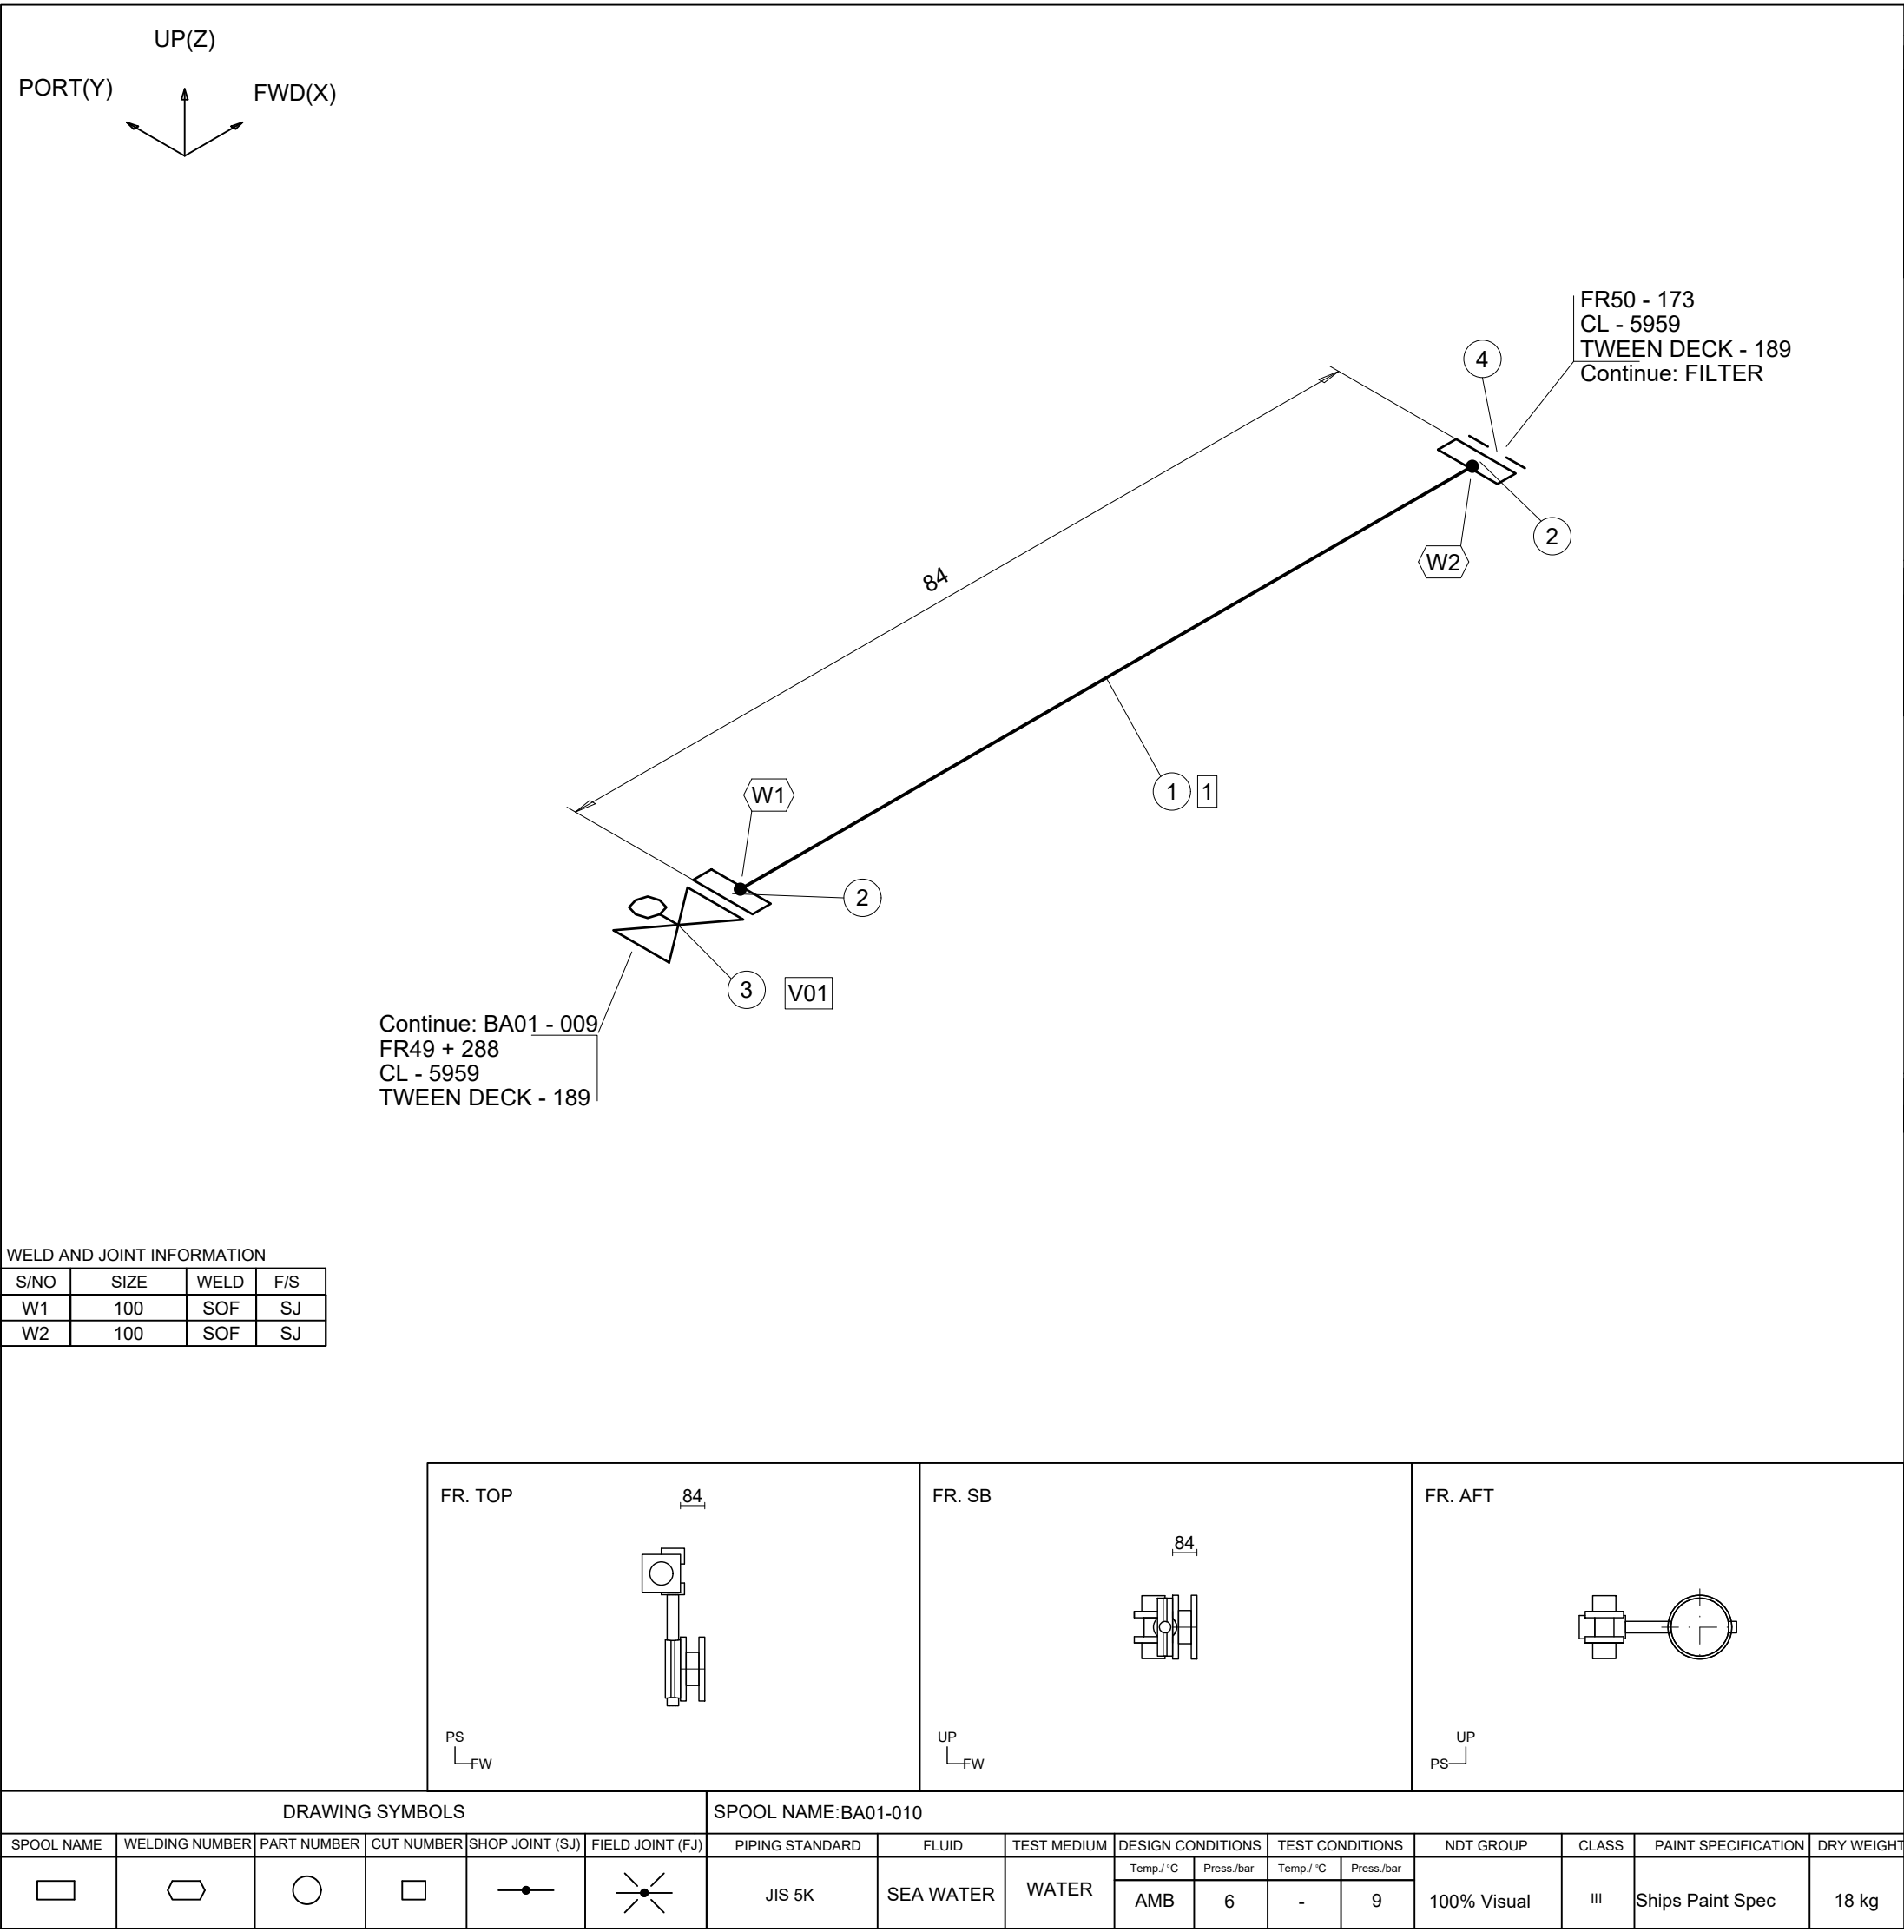 UP(Z)
PORT(Y)
FWD(X)
FR50 - 173
CL - 5959
TWEEN DECK - 189
Continue: FILTER
4
2
W2
84
1 1
W1
2
3 V01
Continue: BA01 - 009
FR49 + 288
CL - 5959
TWEEN DECK - 189
WELD AND JOINT INFORMATION
S/NO SIZE WELD F/S
W1 100 SOF SJ
W2 100 SOF SJ
FR. TOP
84
PS
FW
FR. SB
84
UP
FW
FR. AFT
UP
PS
DRAWING SYMBOLS
SPOOL NAME:BA01-010
SPOOL NAME WELDING NUMBER PART NUMBER CUT NUMBER SHOP JOINT (SJ) FIELD JOINT (FJ) PIPING STANDARD FLUID TEST MEDIUM DESIGN CONDITIONS TEST CONDITIONS NDT GROUP CLASS PAINT SPECIFICATION DRY WEIGHT
Temp./ °C Press./bar Temp./ °C Press./bar
JIS 5K SEA WATER WATER AMB 6 - 9 100% Visual III Ships Paint Spec 18 kg